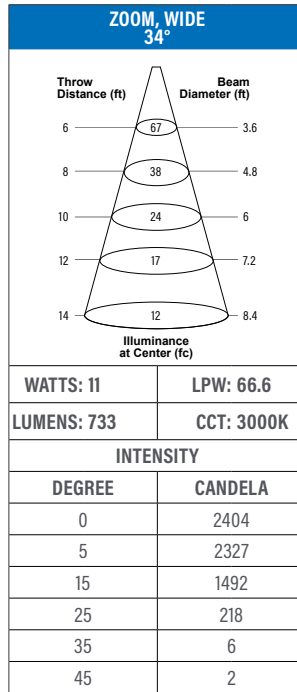 ZOOM, WIDE
34°
Throw Beam
Distance (ft) Diameter (ft)
6 67 3.6
8 38 4.8
10 24 6
12 17 7.2
14 12 8.4
Illuminance
at Center (fc)
WATTS: 11 LPW: 66.6
LUMENS: 733 CCT: 3000K
INTENSITY
DEGREE CANDELA
0 2404
5 2327
15 1492
25 218
35 6
45 2